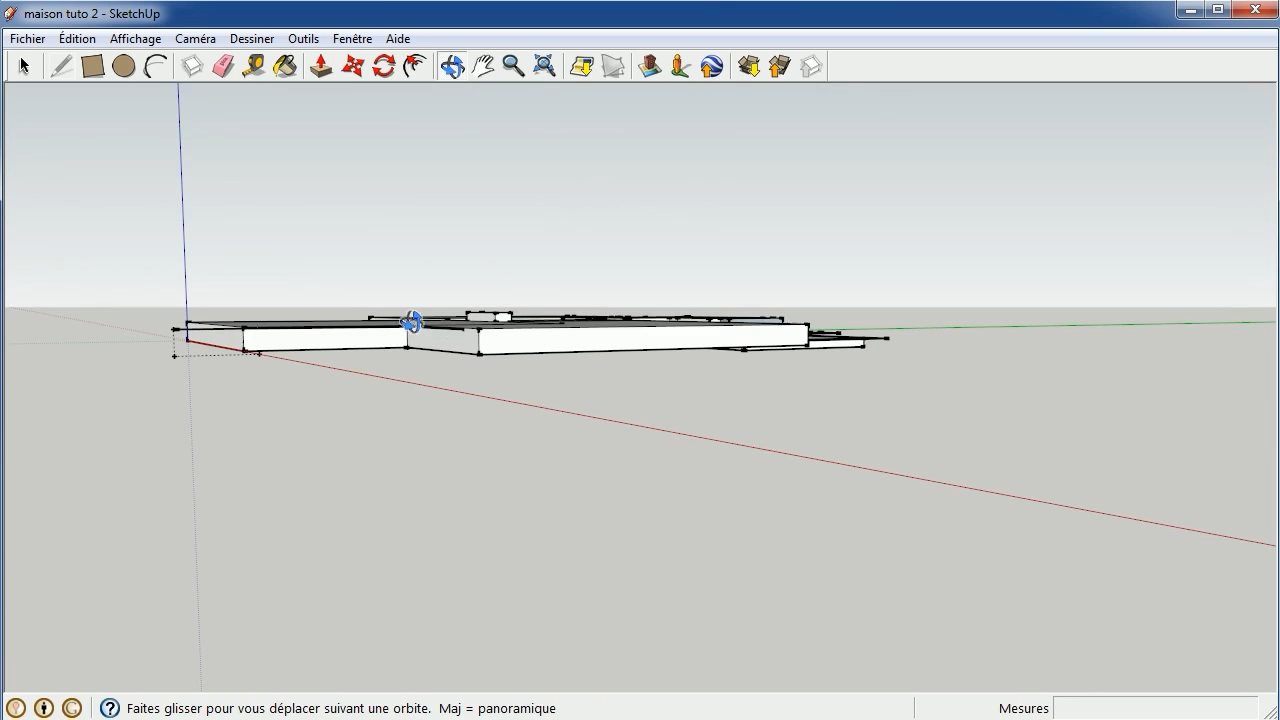 maison tuto 2 - SketchUp
Fichier Édition Affichage Caméra Dessiner Outils Fenêtre Aide
Faites glisser pour vous déplacer suivant une orbite. Maj = panoramique Mesures